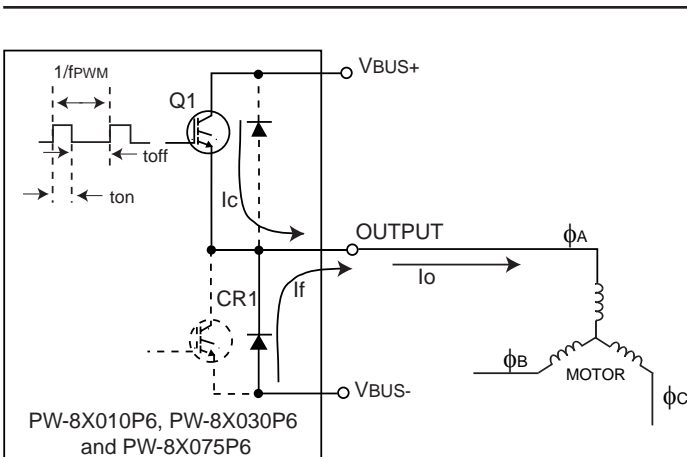 1/fPWM
VBUS+
Q1
toff
ton
Ic
OUTPUT
ϕA
Io
CR1
If
ϕB
MOTOR
VBUS-
ϕC
PW-8X010P6, PW-8X030P6
and PW-8X075P6